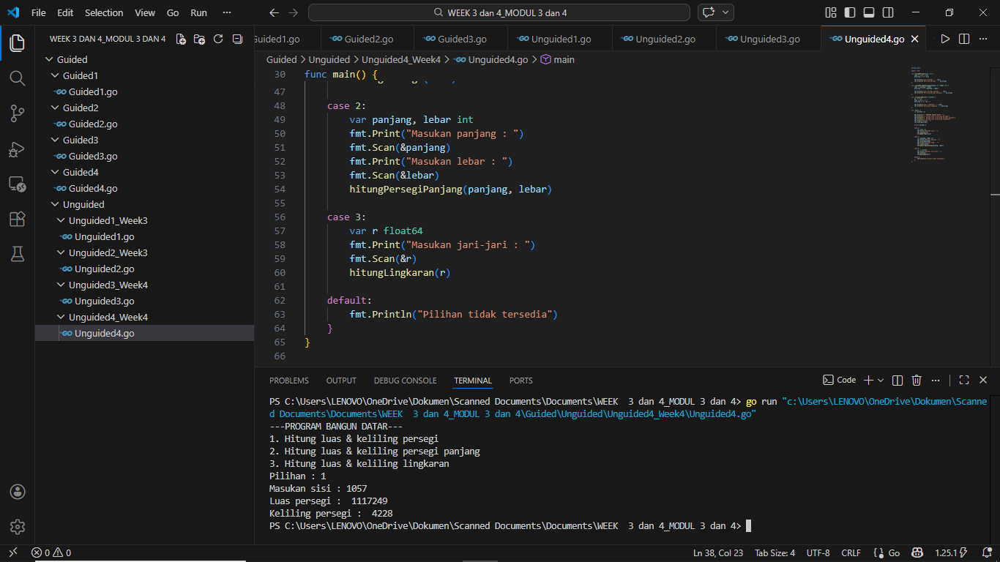 File Edit Selection View Go Run ··· WEEK 3 dan 4_MODUL 3 dan 4
WEEK 3 DAN 4_MODUL 3 DAN 4
Guided
Guided1
Guided1.go
Guided2
Guided2.go
Guided3
Guided3.go
Guided4
Guided4.go
Unguided
Unguided1_Week3
Unguided1.go
Unguided2_Week3
Unguided2.go
Unguided3_Week4
Unguided3.go
Unguided4_Week4
Unguided4.go
Guided1.go Guided2.go Guided3.go Unguided1.go Unguided2.go Unguided3.go Unguided4.go
Guided > Unguided > Unguided4_Week4 > Unguided4.go > main
30 func main() {
47
48 case 2:
49 var panjang, lebar int
50 fmt.Print("Masukan panjang : ")
51 fmt.Scan(&panjang)
52 fmt.Print("Masukan lebar : ")
53 fmt.Scan(&lebar)
54 hitungPersegiPanjang(panjang, lebar)
55
56 case 3:
57 var r float64
58 fmt.Print("Masukan jari-jari : ")
59 fmt.Scan(&r)
60 hitungLingkaran(r)
61
62 default:
63 fmt.Println("Pilihan tidak tersedia")
64 }
65 }
66
PROBLEMS OUTPUT DEBUG CONSOLE TERMINAL PORTS Code
PS C:\Users\LENOVO\OneDrive\Dokumen\Scanned Documents\Documents\WEEK  3 dan 4_MODUL 3 dan 4> go run "c:\Users\LENOVO\OneDrive\Dokumen\Scanne
d Documents\Documents\WEEK  3 dan 4_MODUL 3 dan 4\Guided\Unguided\Unguided4_Week4\Unguided4.go"
---PROGRAM BANGUN DATAR---
1. Hitung luas & keliling persegi
2. Hitung luas & keliling persegi panjang
3. Hitung luas & keliling lingkaran
Pilihan : 1
Masukan sisi : 1057
Luas persegi :  1117249
Keliling persegi :  4228
PS C:\Users\LENOVO\OneDrive\Dokumen\Scanned Documents\Documents\WEEK  3 dan 4_MODUL 3 dan 4>
0 0 Ln 38, Col 23 Tab Size: 4 UTF-8 CRLF {} Go 1.25.1